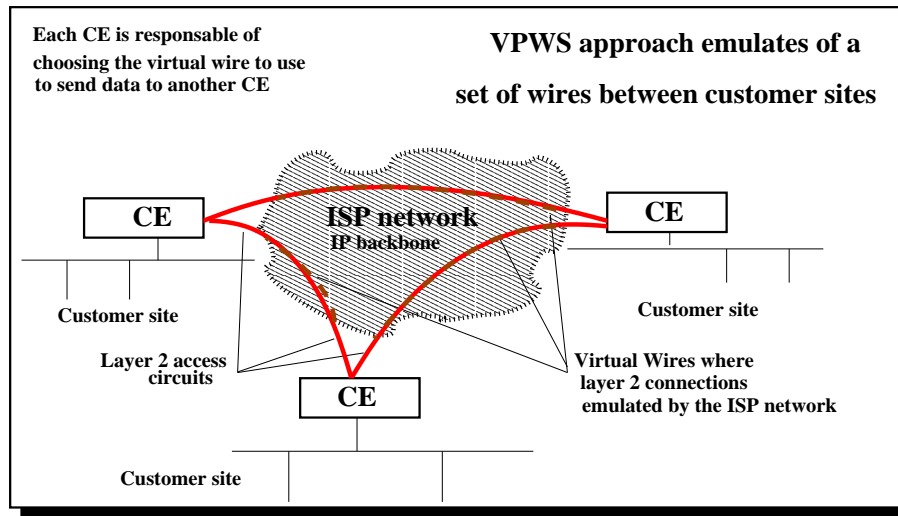 Each CE is responsable of
choosing the virtual wire to use
to send data to another CE
VPWS approach emulates of a
set of wires between customer sites
CE
CE
ISP network
IP backbone
Customer site
Customer site
Layer 2 access
circuits
Virtual Wires where
layer 2 connections
emulated by the ISP network
CE
Customer site